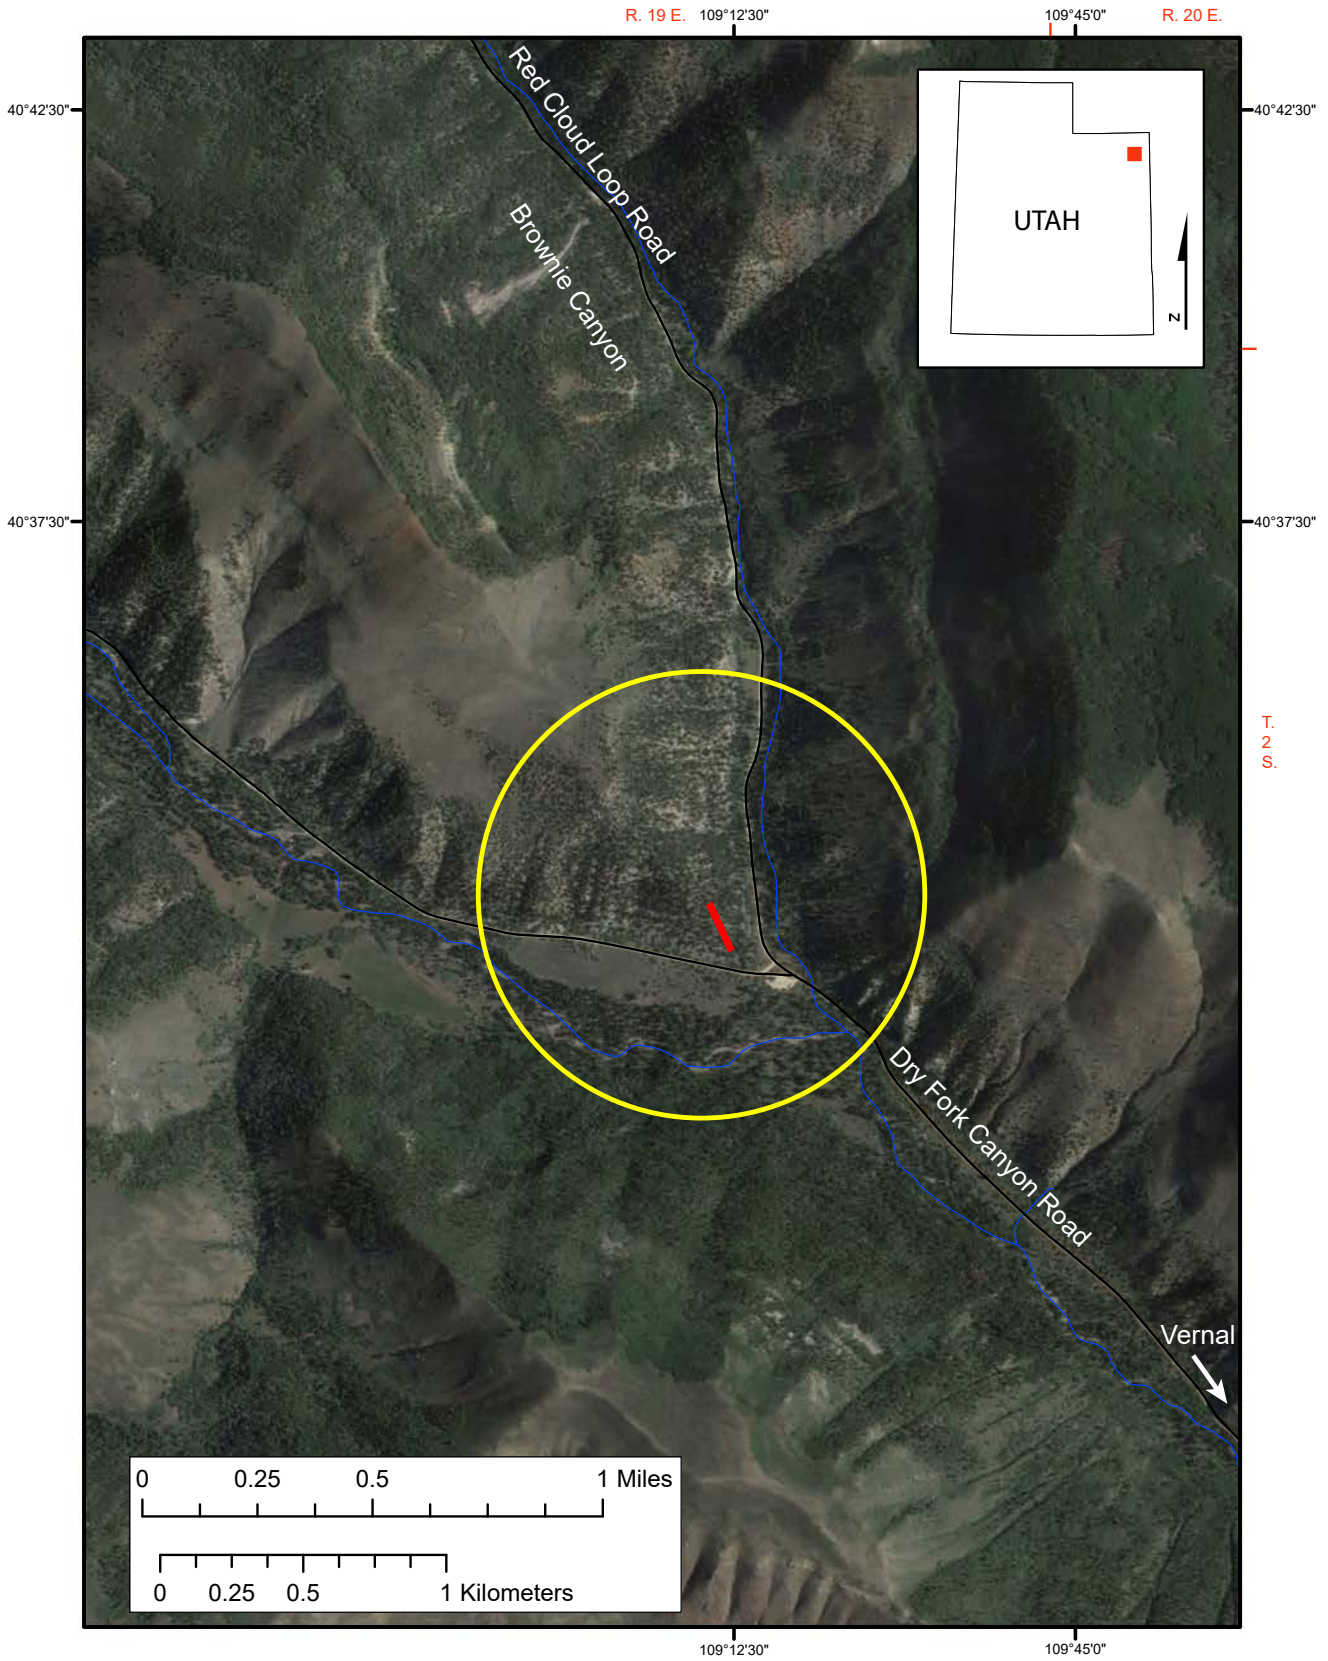 R. 19 E. 109°12'30" 109°45'0" R. 20 E.
40°42'30" 40°42'30"
Red Cloud Loop Road
Brownie Canyon
UTAH
N
40°37'30" 40°37'30"
T.
2
S.
Dry Fork Canyon Road
Vernal
0 0.25 0.5 1 Miles
0 0.25 0.5 1 Kilometers
109°12'30" 109°45'0"